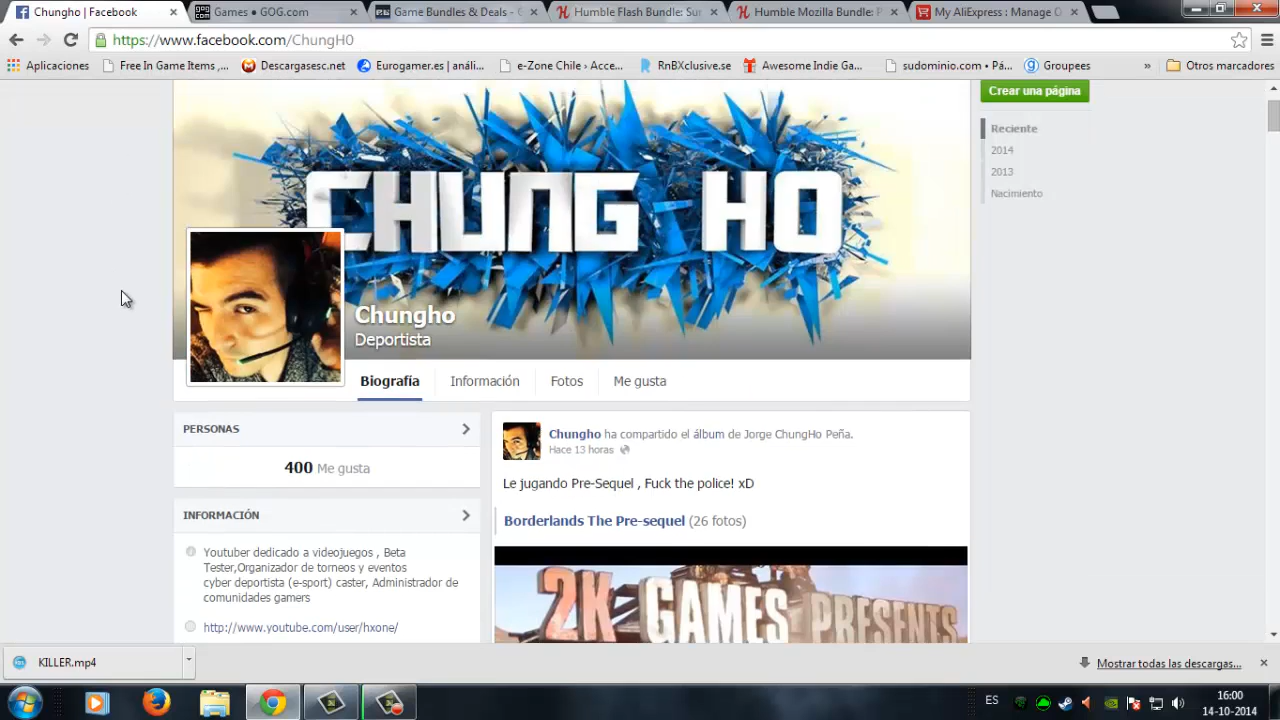 Chungho | Facebook
Games ● GOG.com
Game Bundles & Deals - G
Humble Flash Bundle: Sur
Humble Mozilla Bundle: P
My AliExpress : Manage O
https://www.facebook.com/ChungH0
Aplicaciones
Free In Game Items ,...
Descargasesc.net
Eurogamer.es | análi...
e-Zone Chile › Acce...
RnBXclusive.se
Awesome Indie Ga...
sudominio.com • Pá...
Groupees
»
Otros marcadores
CHUNG HO
Crear una página
Reciente
2014
2013
Nacimiento
Chungho
Deportista
Biografía
Información
Fotos
Me gusta
PERSONAS
400 Me gusta
INFORMACIÓN
Youtuber dedicado a videojuegos , Beta
Tester,Organizador de torneos y eventos
cyber deportista (e-sport) caster, Administrador de
comunidades gamers
http://www.youtube.com/user/hxone/
Chungho ha compartido el álbum de Jorge ChungHo Peña.
Hace 13 horas
Le jugando Pre-Sequel , Fuck the police! xD
Borderlands The Pre-sequel (26 fotos)
2K GAMES PRESENTS
KILLER.mp4
Mostrar todas las descargas...
ES
16:00
14-10-2014